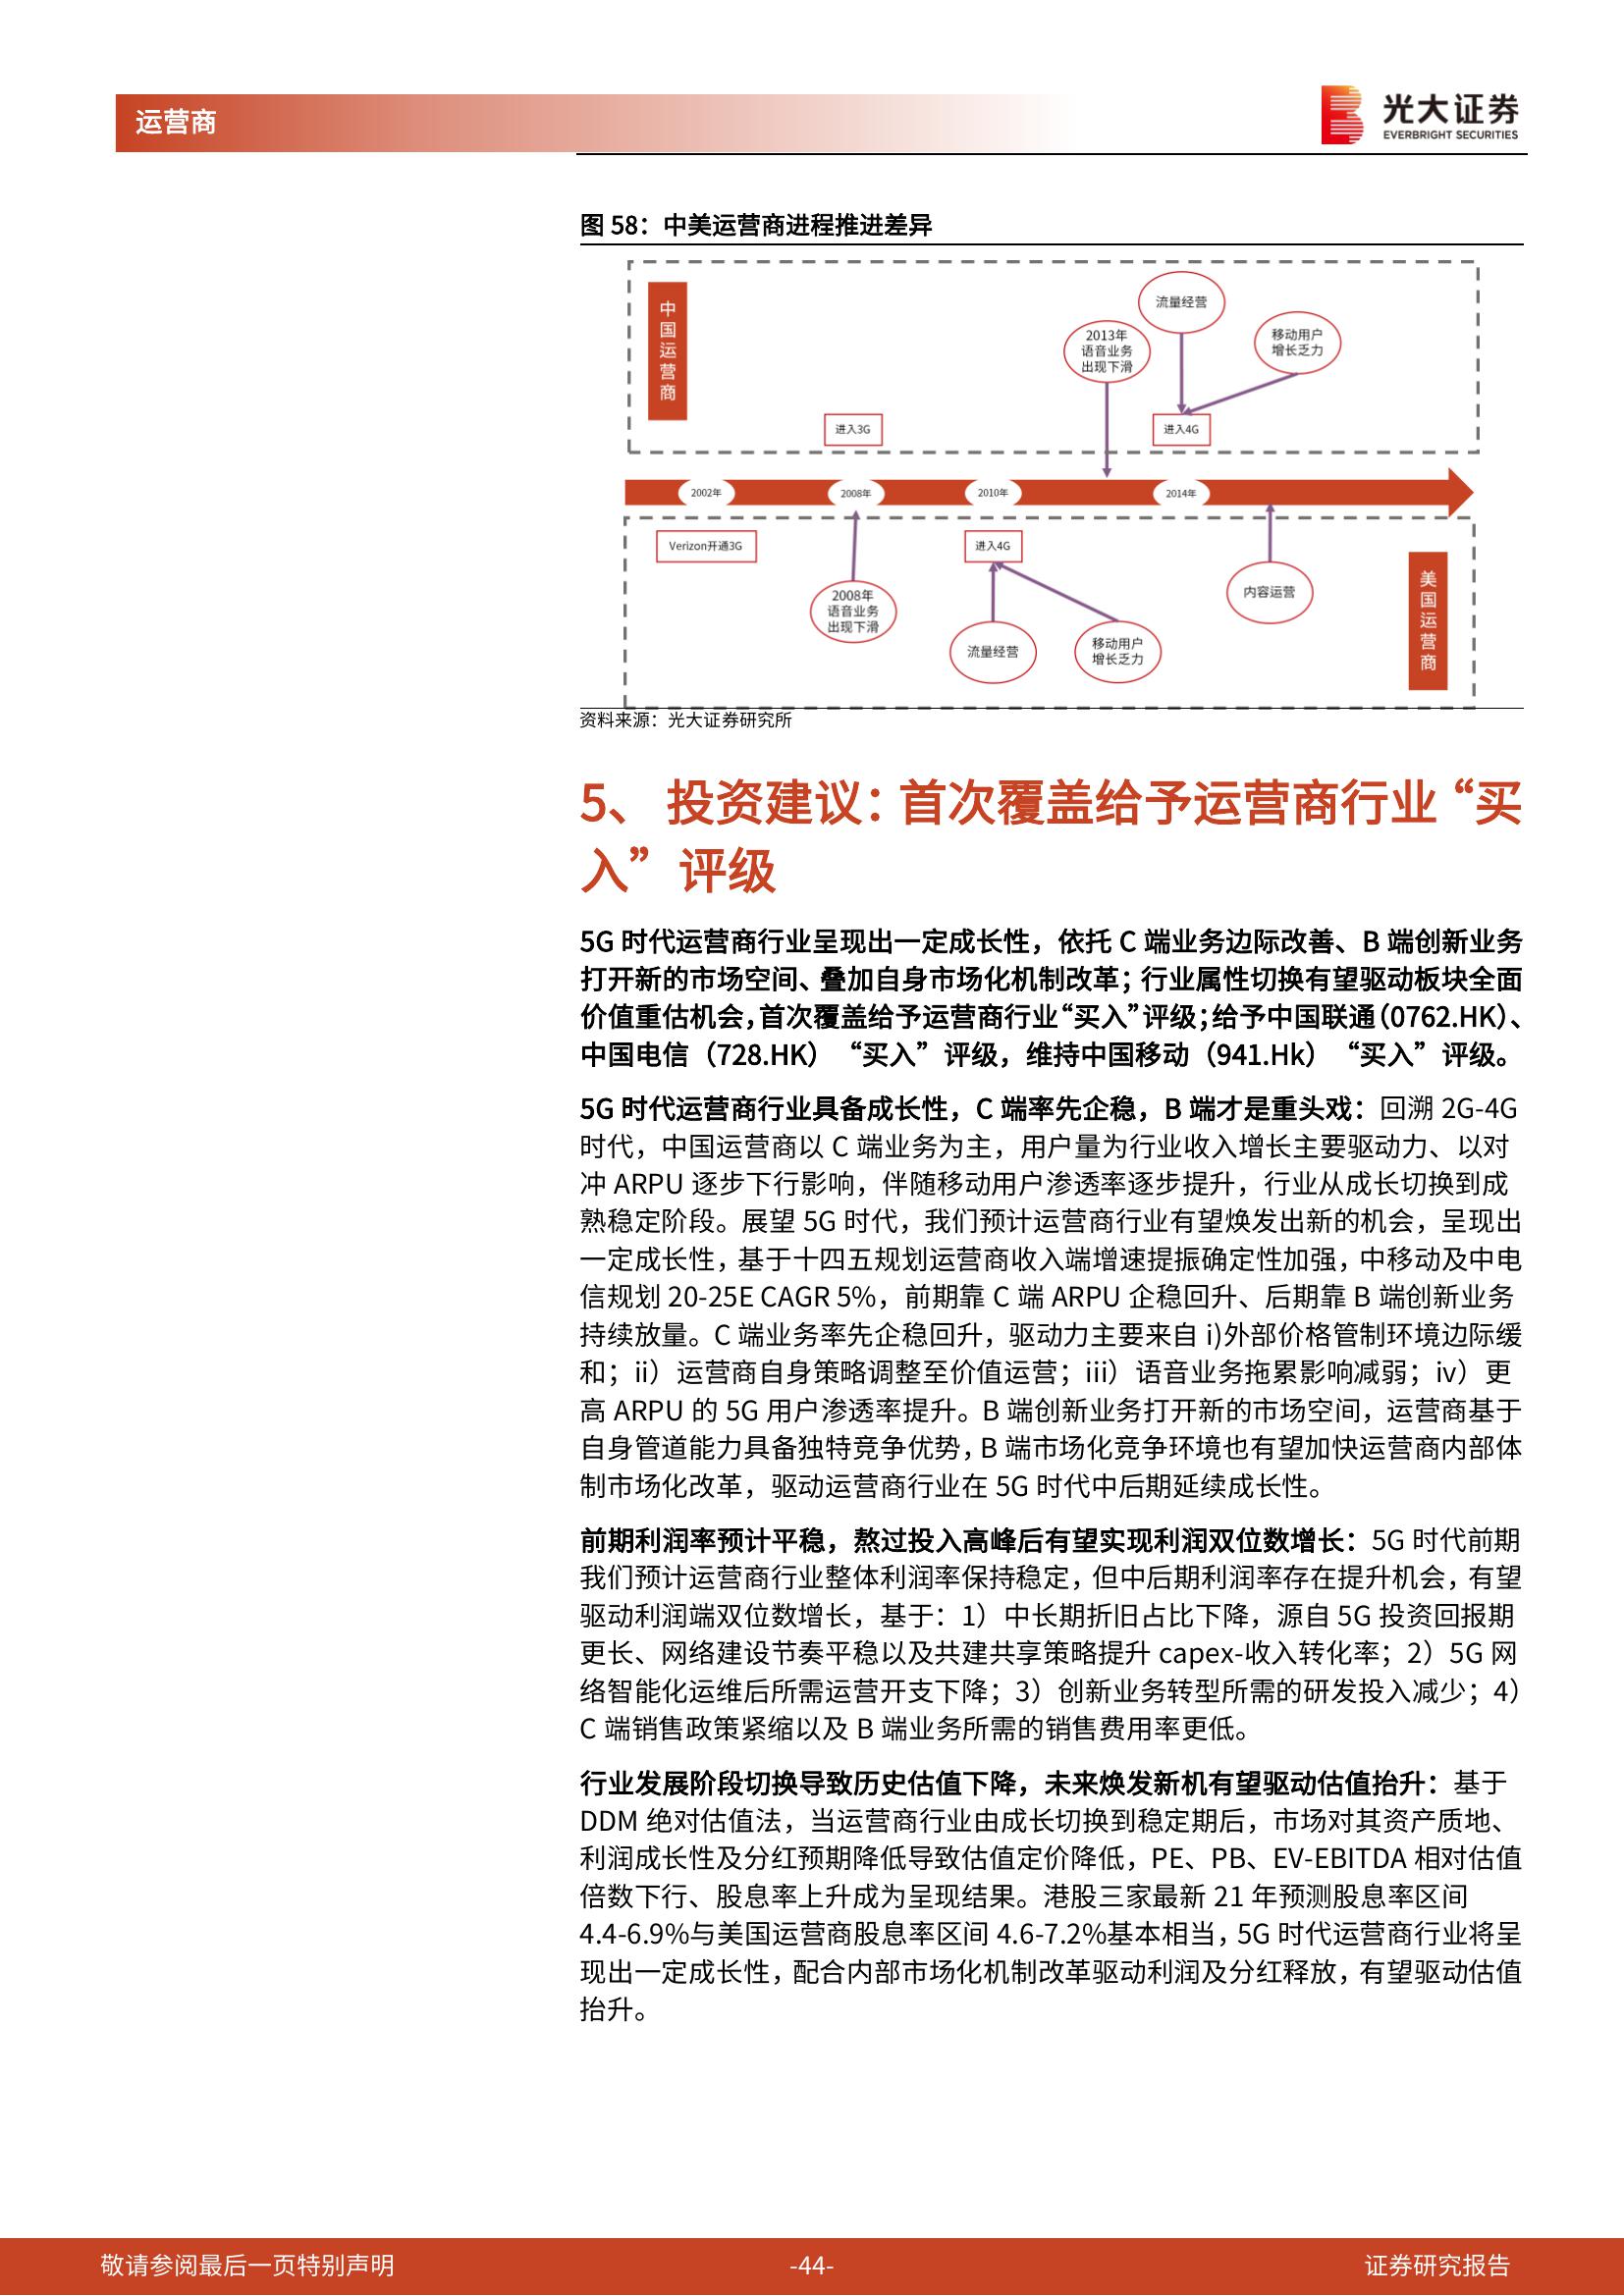 运营商
光大证券
EVERBRIGHT SECURITIES
图 58：中美运营商进程推进差异
中国运营商
流量经营
2013年
语音业务
出现下滑
移动用户
增长乏力
进入3G
进入4G
2002年
2008年
2010年
2014年
Verizon开通3G
进入4G
2008年
语音业务
出现下滑
流量经营
移动用户
增长乏力
内容运营
美国运营商
资料来源：光大证券研究所
5、 投资建议：首次覆盖给予运营商行业“买
入”评级
5G 时代运营商行业呈现出一定成长性，依托 C 端业务边际改善、B 端创新业务
打开新的市场空间、叠加自身市场化机制改革；行业属性切换有望驱动板块全面
价值重估机会，首次覆盖给予运营商行业“买入”评级；给予中国联通（0762.HK）、
中国电信（728.HK）“买入”评级，维持中国移动（941.Hk）“买入”评级。
5G 时代运营商行业具备成长性，C 端率先企稳，B 端才是重头戏：回溯 2G-4G
时代，中国运营商以 C 端业务为主，用户量为行业收入增长主要驱动力、以对
冲 ARPU 逐步下行影响，伴随移动用户渗透率逐步提升，行业从成长切换到成
熟稳定阶段。展望 5G 时代，我们预计运营商行业有望焕发出新的机会，呈现出
一定成长性，基于十四五规划运营商收入端增速提振确定性加强，中移动及中电
信规划 20-25E CAGR 5%，前期靠 C 端 ARPU 企稳回升、后期靠 B 端创新业务
持续放量。C 端业务率先企稳回升，驱动力主要来自 i)外部价格管制环境边际缓
和；ii）运营商自身策略调整至价值运营；iii）语音业务拖累影响减弱；iv）更
高 ARPU 的 5G 用户渗透率提升。B 端创新业务打开新的市场空间，运营商基于
自身管道能力具备独特竞争优势，B 端市场化竞争环境也有望加快运营商内部体
制市场化改革，驱动运营商行业在 5G 时代中后期延续成长性。
前期利润率预计平稳，熬过投入高峰后有望实现利润双位数增长：5G 时代前期
我们预计运营商行业整体利润率保持稳定，但中后期利润率存在提升机会，有望
驱动利润端双位数增长，基于：1）中长期折旧占比下降，源自 5G 投资回报期
更长、网络建设节奏平稳以及共建共享策略提升 capex-收入转化率；2）5G 网
络智能化运维后所需运营开支下降；3）创新业务转型所需的研发投入减少；4）
C 端销售政策紧缩以及 B 端业务所需的销售费用率更低。
行业发展阶段切换导致历史估值下降，未来焕发新机有望驱动估值抬升：基于
DDM 绝对估值法，当运营商行业由成长切换到稳定期后，市场对其资产质地、
利润成长性及分红预期降低导致估值定价降低，PE、PB、EV-EBITDA 相对估值
倍数下行、股息率上升成为呈现结果。港股三家最新 21 年预测股息率区间
4.4-6.9%与美国运营商股息率区间 4.6-7.2%基本相当，5G 时代运营商行业将呈
现出一定成长性，配合内部市场化机制改革驱动利润及分红释放，有望驱动估值
抬升。
敬请参阅最后一页特别声明
-44-
证券研究报告